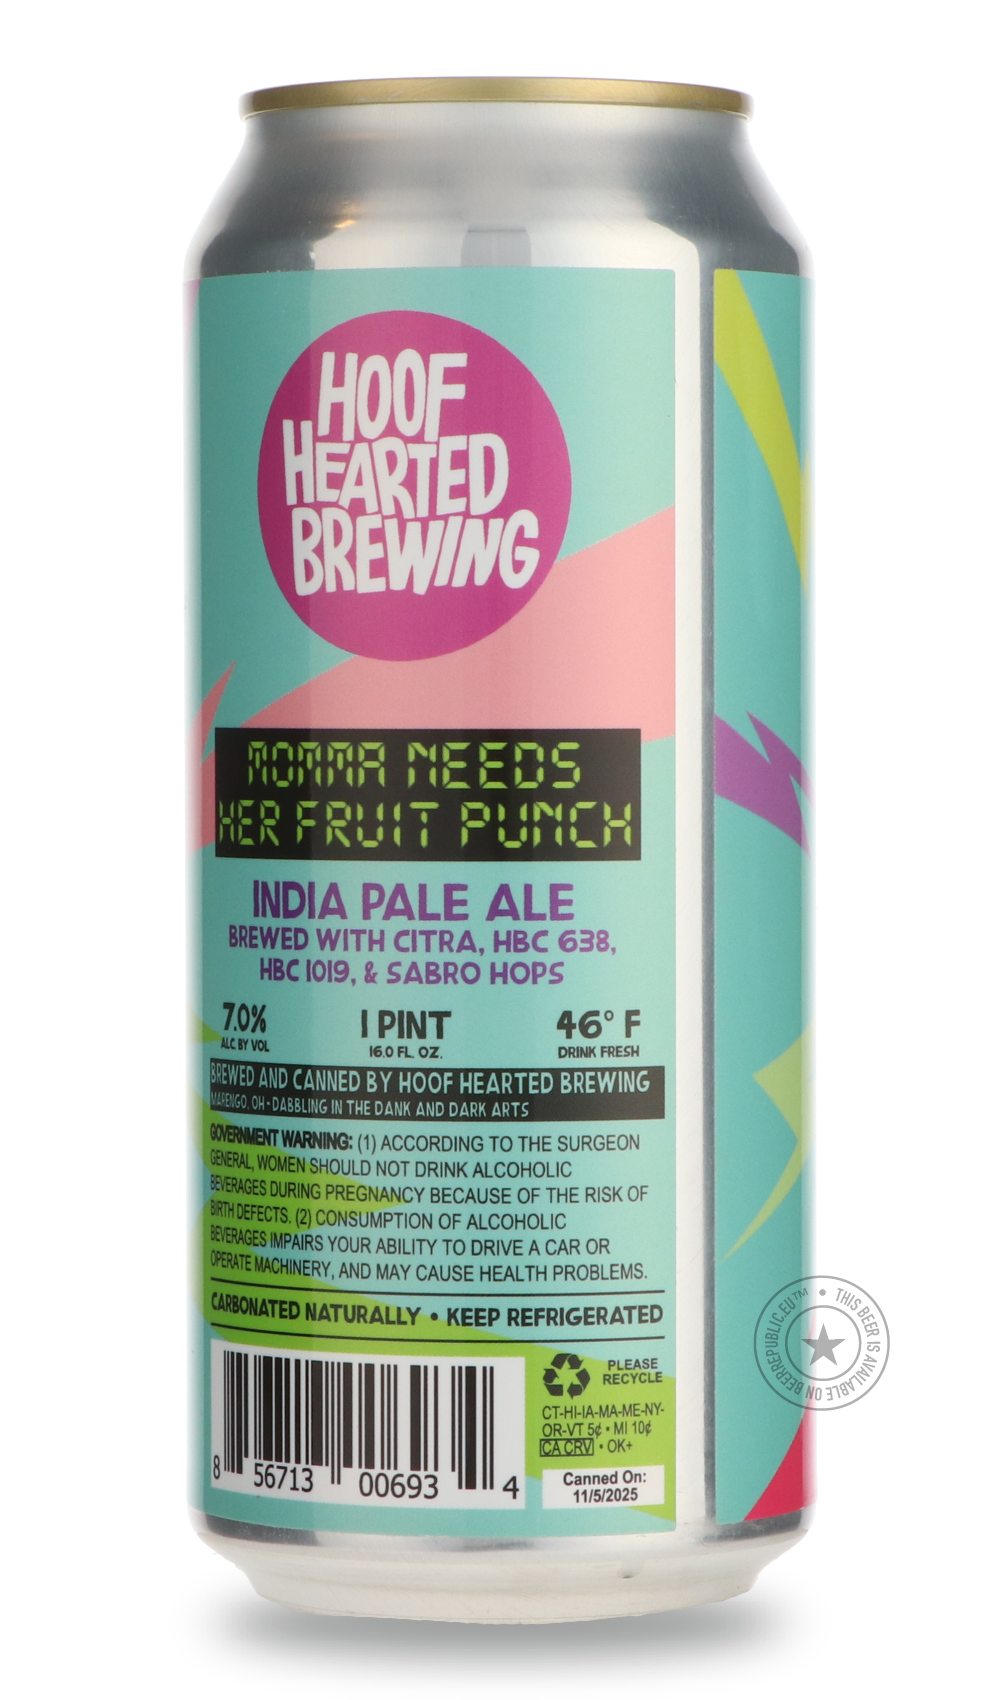 HOOF
HEARTED
BREWING
MOMMA NEEDS
HER FRUIT PUNCH
INDIA PALE ALE
BREWED WITH CITRA, HBC 638,
HBC 1019, & SABRO HOPS
7.0%
ALC. BY VOL
1 PINT
16.0 FL. OZ.
46° F
DRINK FRESH
BREWED AND CANNED BY HOOF HEARTED BREWING
MARENGO, OH • DABBLING IN THE DANK AND DARK ARTS
GOVERNMENT WARNING: (1) ACCORDING TO THE SURGEON
GENERAL, WOMEN SHOULD NOT DRINK ALCOHOLIC
BEVERAGES DURING PREGNANCY BECAUSE OF THE RISK OF
BIRTH DEFECTS. (2) CONSUMPTION OF ALCOHOLIC
BEVERAGES IMPAIRS YOUR ABILITY TO DRIVE A CAR OR
OPERATE MACHINERY, AND MAY CAUSE HEALTH PROBLEMS.
CARBONATED NATURALLY • KEEP REFRIGERATED
8 56713 00693 4
PLEASE
RECYCLE
CT-HI-IA-MA-ME-NY-
OR-VT 5¢ • MI 10¢
CA CRV • OK+
Canned On:
11/5/2025
THIS BEER IS AVAILABLE ON BEERREPUBLIC.EU™ •